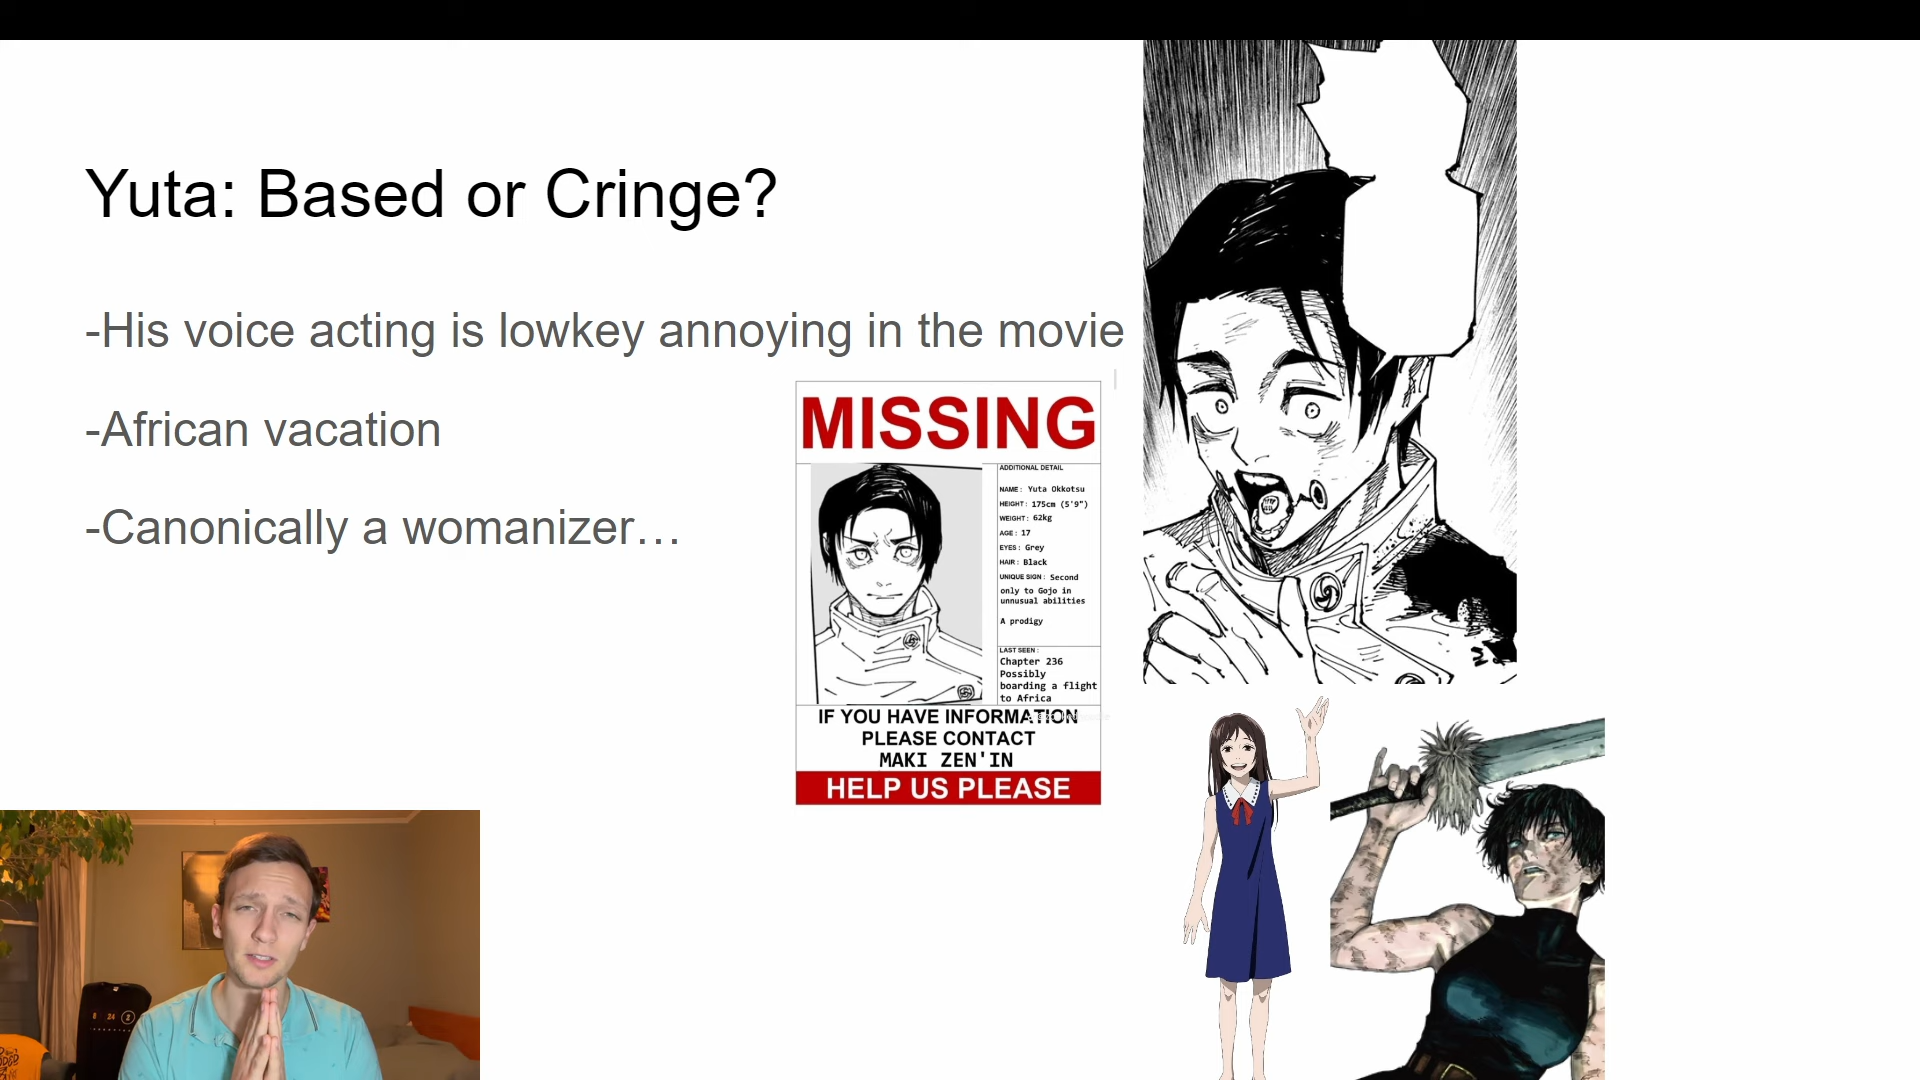 Yuta: Based or Cringe?
-His voice acting is lowkey annoying in the movie
-African vacation
-Canonically a womanizer…
MISSING
ADDITIONAL DETAIL
NAME : Yuta Okkotsu
HEIGHT : 175cm (5'9")
WEIGHT : 62kg
AGE : 17
EYES : Grey
HAIR : Black
UNIQUE SIGN : Second
only to Gojo in
unusual abilities
A prodigy
LAST SEEN :
Chapter 236
Possibly
boarding a flight
to Africa
IF YOU HAVE INFORMATION
PLEASE CONTACT
MAKI ZEN'IN
HELP US PLEASE